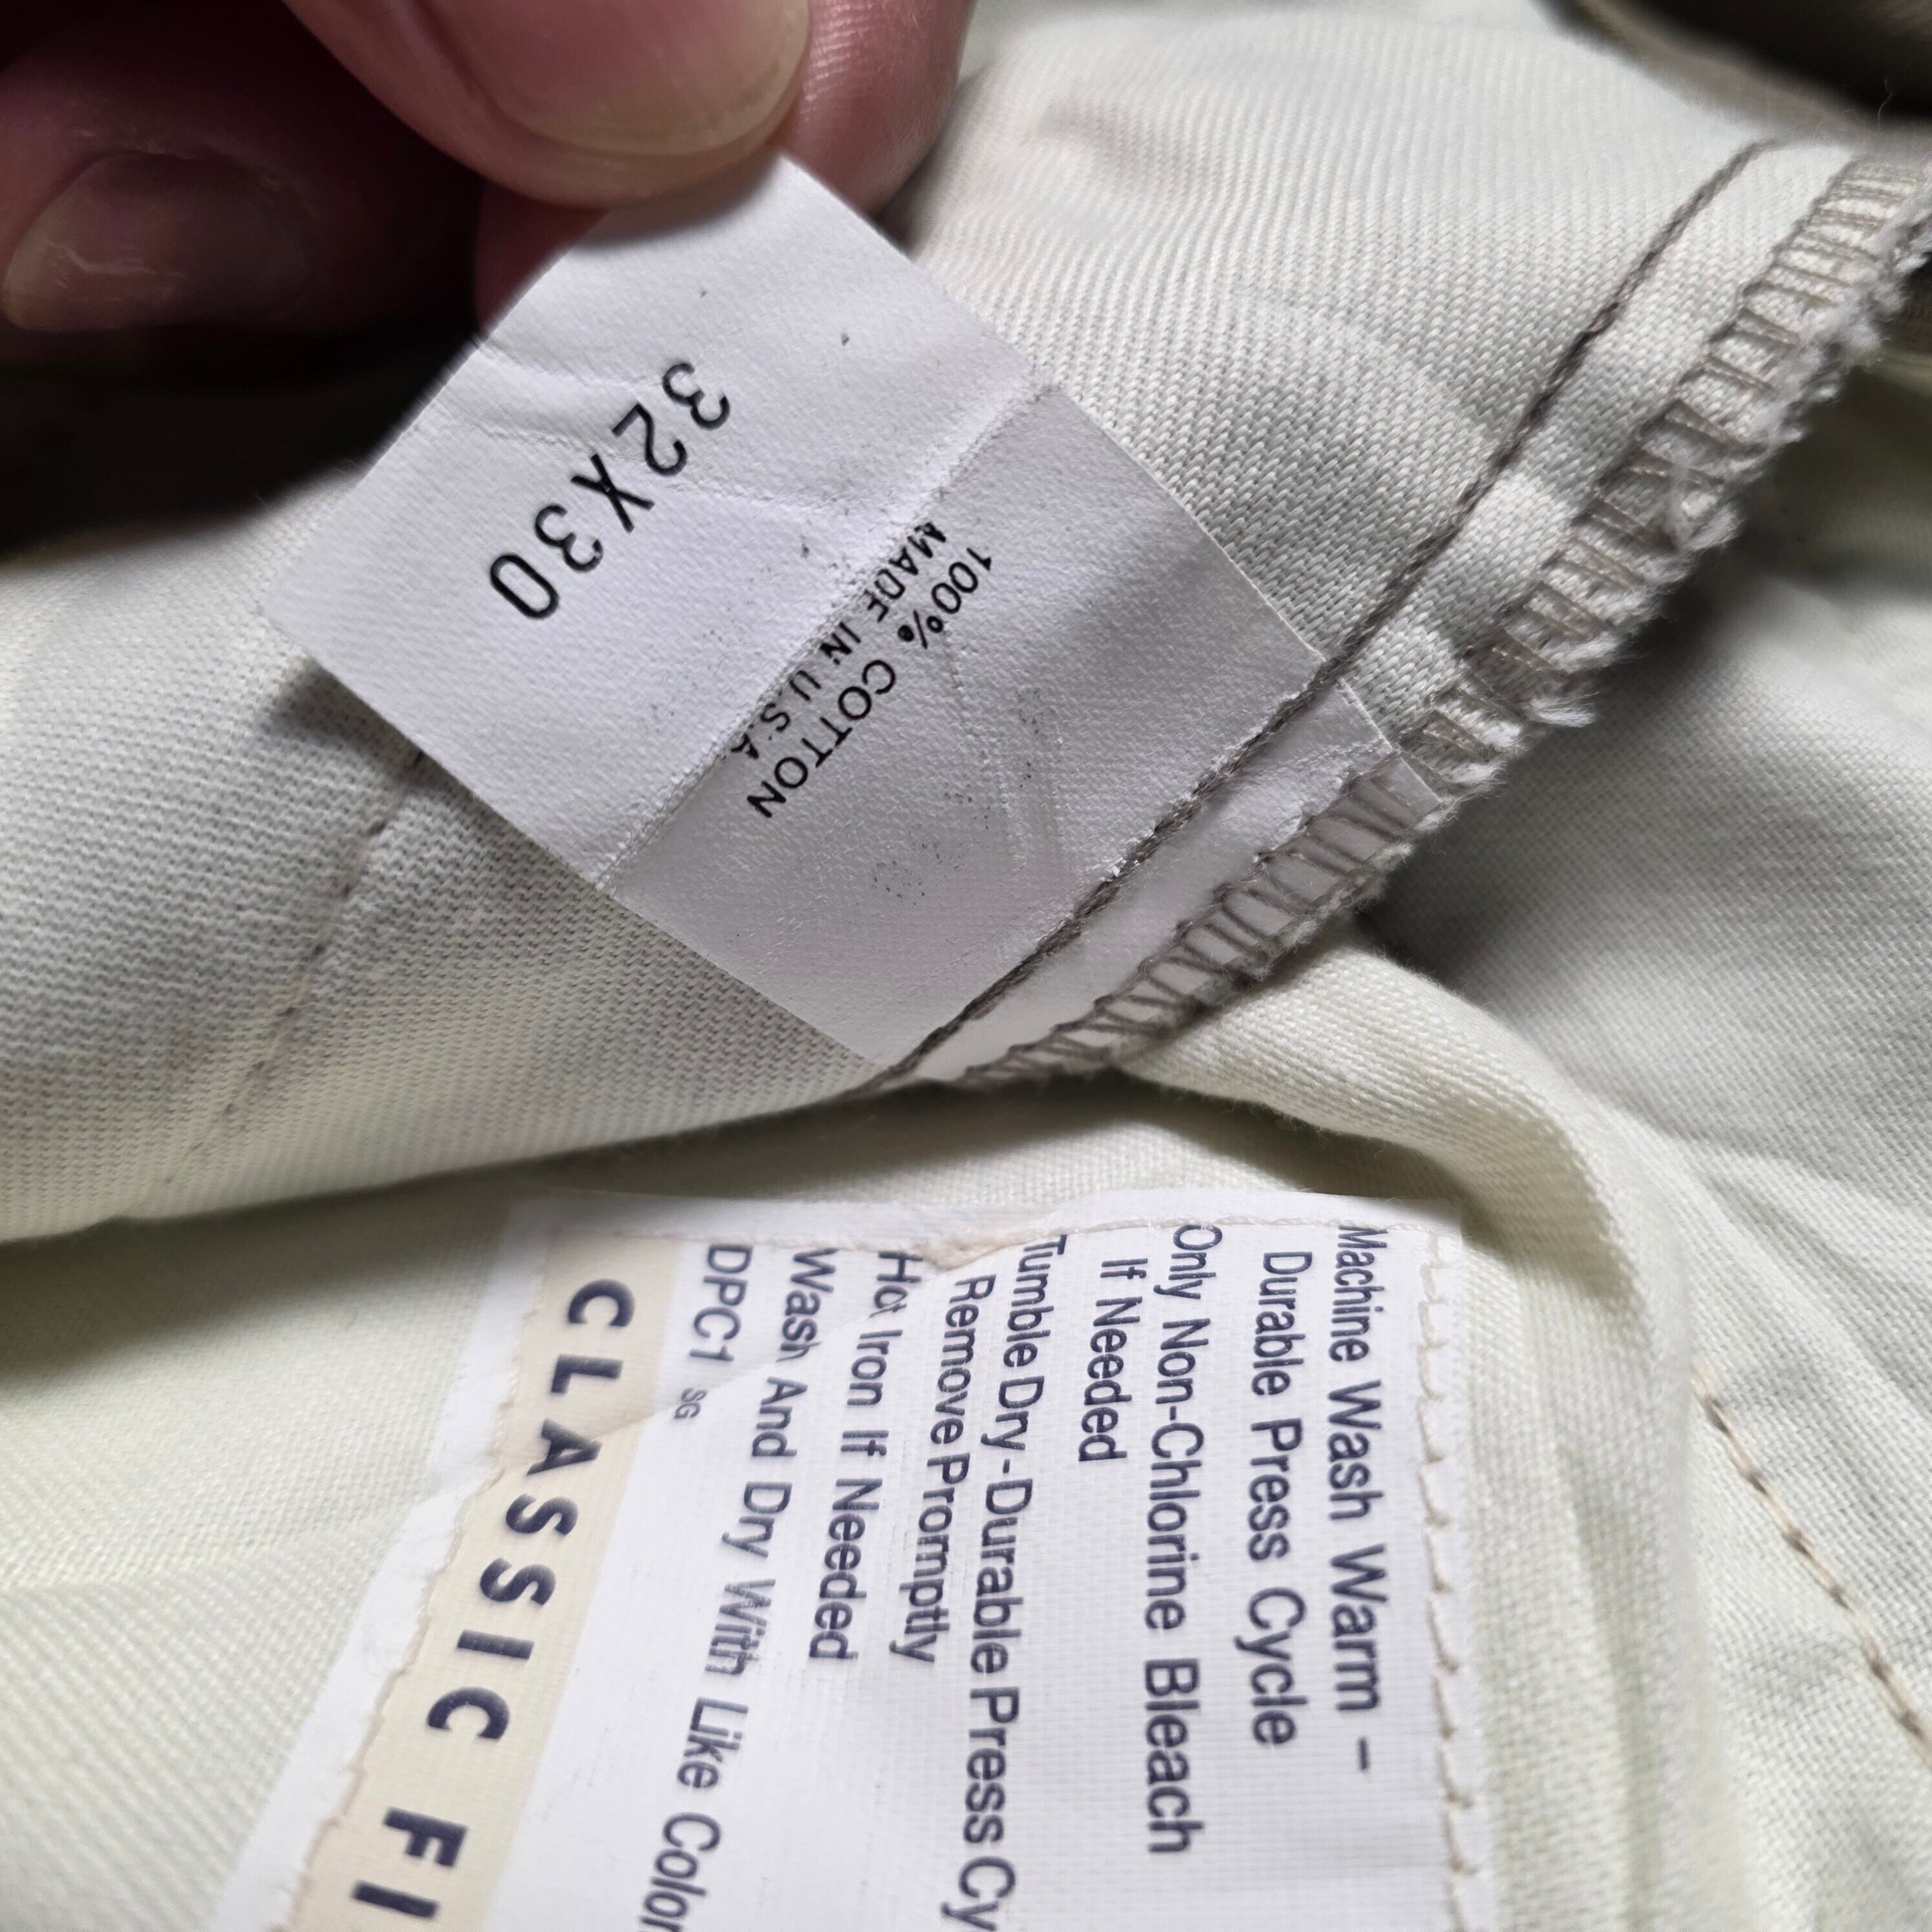 32X30
100% COTTON
MADE IN U.S.A
Machine Wash Warm -
Durable Press Cycle
Only Non-Chlorine Bleach
If Needed
Tumble Dry-Durable Press Cy
Remove Promptly
Hot Iron If Needed
Wash And Dry With Like Color
DPC1 SG
CLASSIC FI